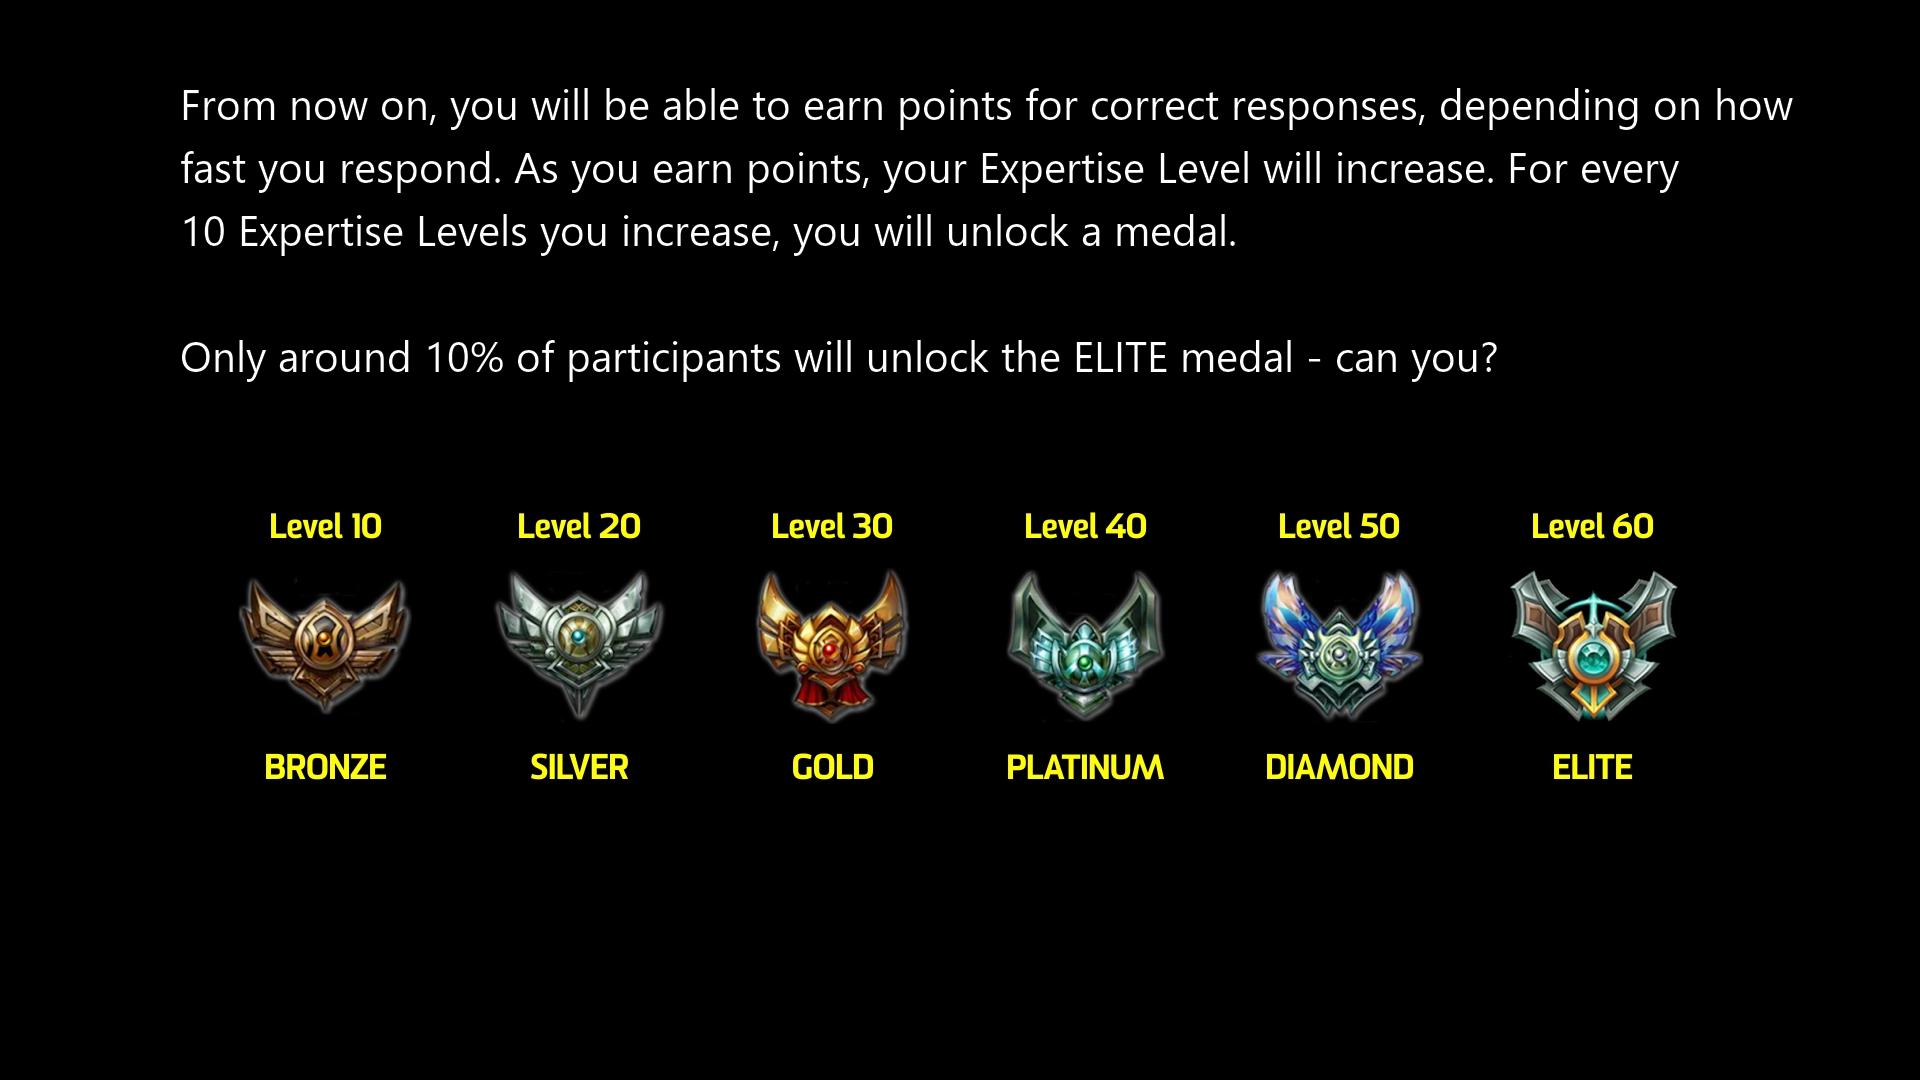 From now on, you will be able to earn points for correct responses, depending on how
fast you respond. As you earn points, your Expertise Level will increase. For every
10 Expertise Levels you increase, you will unlock a medal.
Only around 10% of participants will unlock the ELITE medal - can you?
Level 10 Level 20 Level 30 Level 40 Level 50 Level 60
BRONZE SILVER GOLD PLATINUM DIAMOND ELITE